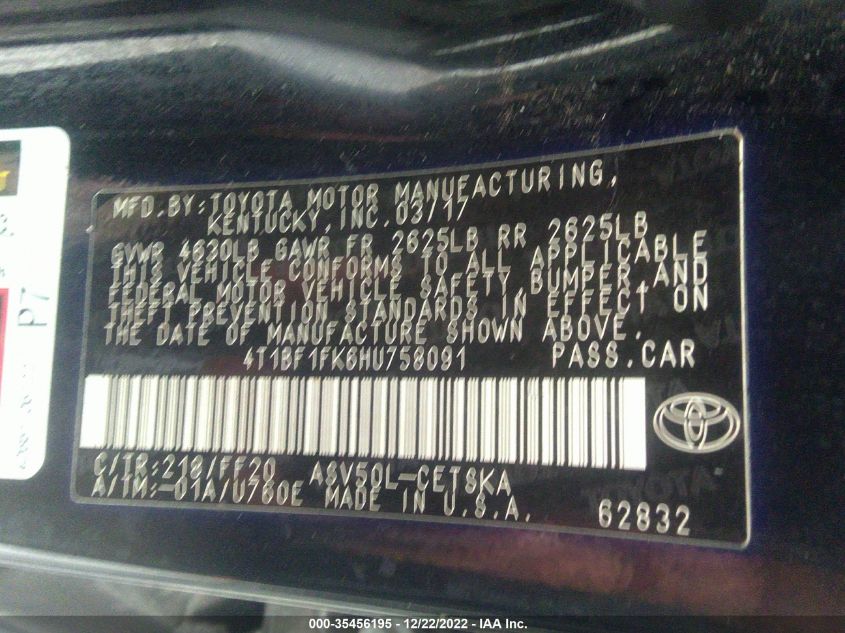 MFD.BY:TOYOTA MOTOR MANUFACTURING,
KENTUCKY,INC.03/17
GVWR 4630LB GAWR FR 2625LB RR 2625LB
THIS VEHICLE CONFORMS TO ALL APPLICABLE
FEDERAL MOTOR VEHICLE SAFETY,BUMPER,AND
THEFT PREVENTION STANDARDS IN EFFECT ON
THE DATE OF MANUFACTURE SHOWN ABOVE.
4T1BF1FK6HU758091 PASS.CAR
C/TR:218/FF20 ASV50L-CETSKA
A/TM:-01A/U760E MADE IN U.S.A.
62832
P7
TOYOTA
000-35456195 - 12/22/2022 - IAA Inc.